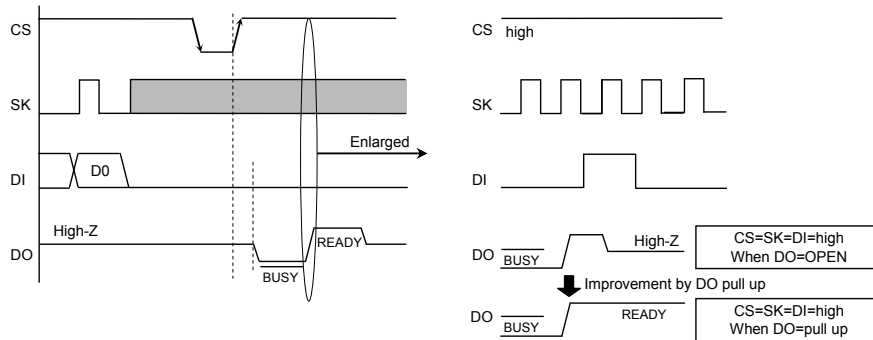 CS
SK
DI
D0
DO
High-Z
BUSY
READY
Enlarged
CS
high
SK
DI
DO
BUSY
High-Z
CS=SK=DI=high
When DO=OPEN
Improvement by DO pull up
DO
BUSY
READY
CS=SK=DI=high
When DO=pull up